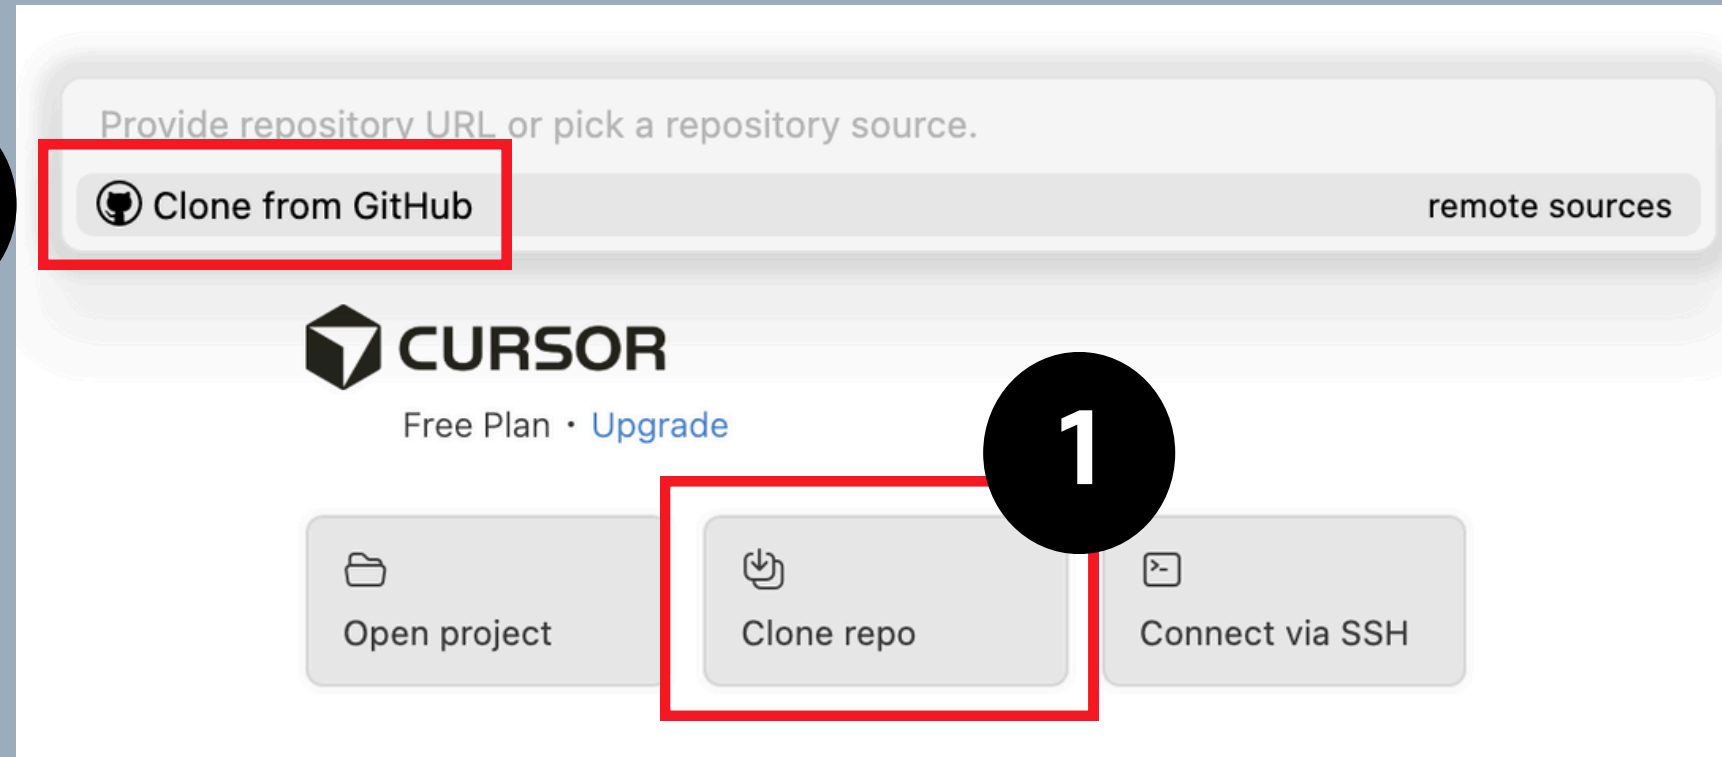 Provide repository URL or pick a repository source.
Clone from GitHub remote sources
CURSOR
Free Plan • Upgrade
1
Open project Clone repo Connect via SSH